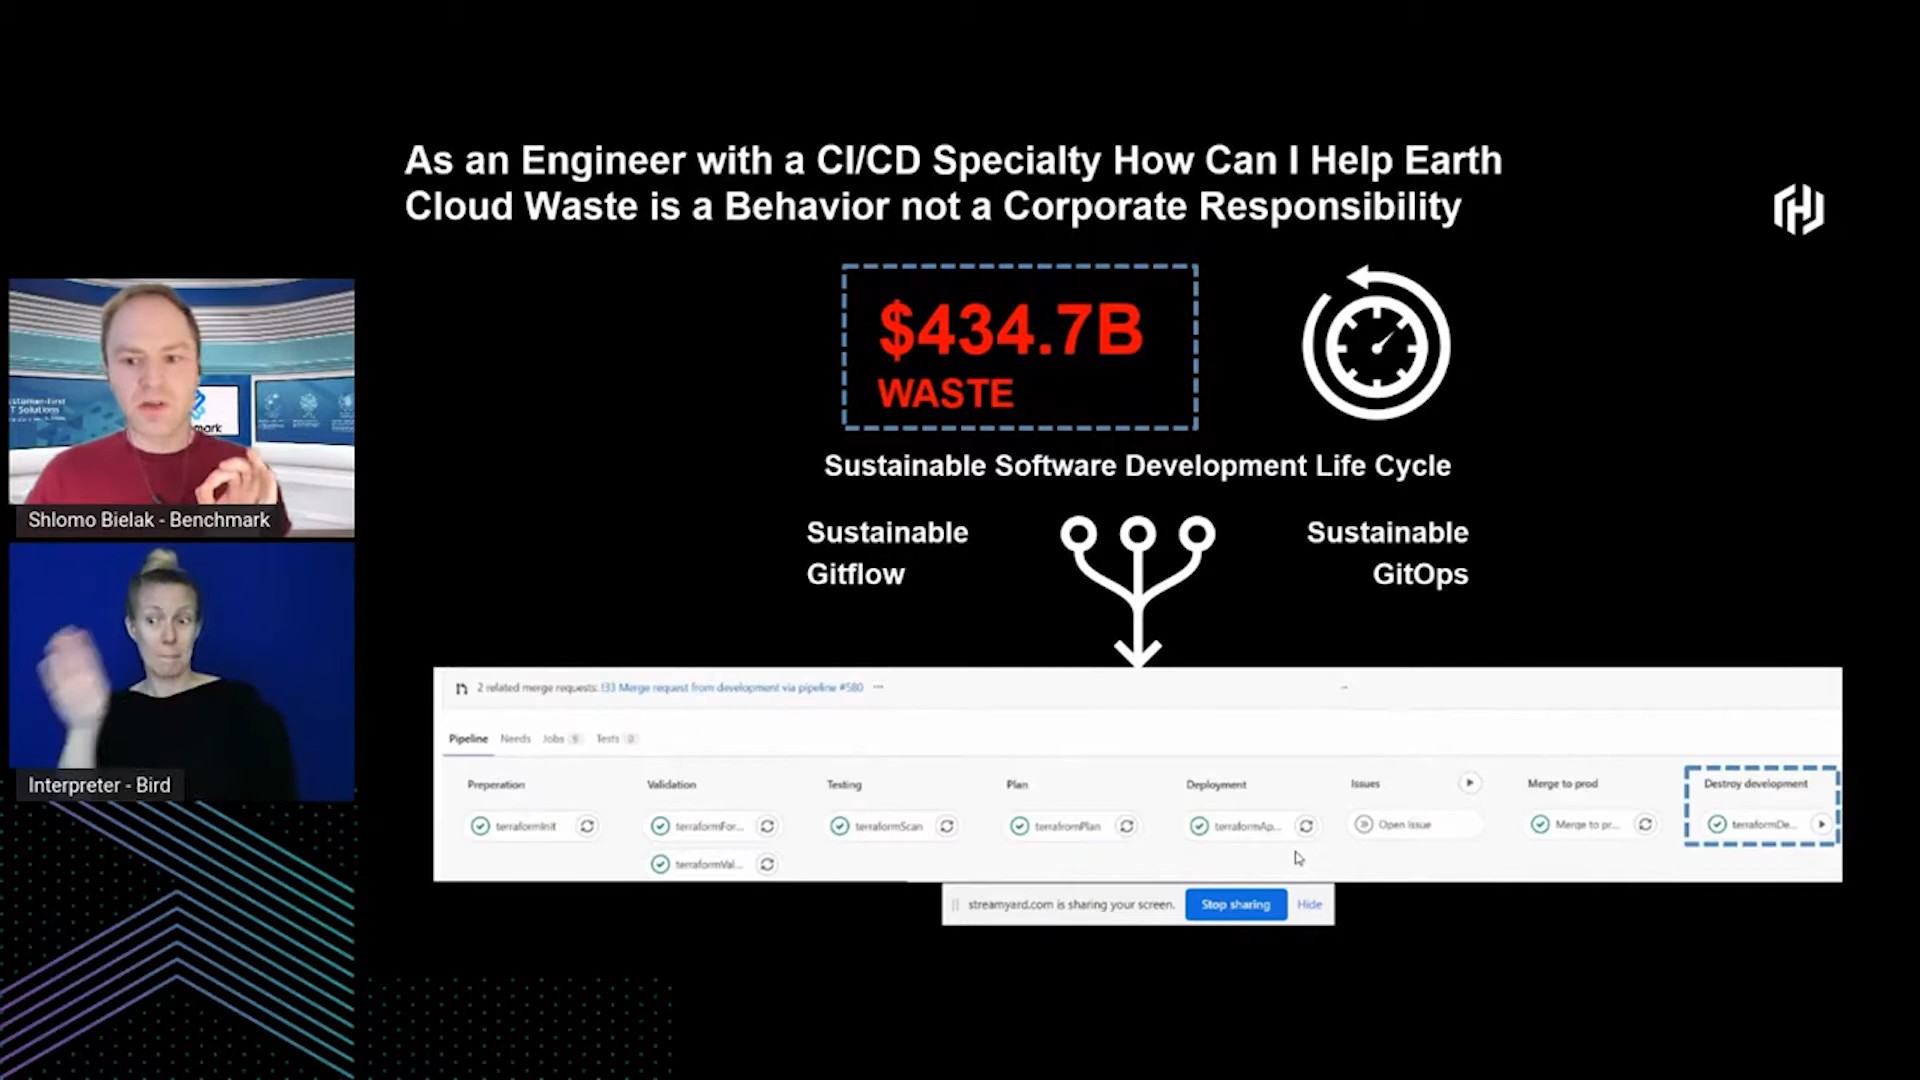 As an Engineer with a CI/CD Specialty How Can I Help Earth
Cloud Waste is a Behavior not a Corporate Responsibility
$434.7B
WASTE
Sustainable Software Development Life Cycle
Sustainable
Gitflow
Sustainable
GitOps
2 related merge requests: !33 Merge request from development via pipeline #580 ...
Pipeline Needs Jobs 9 Tests 0
Preperation Validation Testing Plan Deployment Issues Merge to prod Destroy development
terraformInit terraformFor... terraformScan terrafromPlan terraformAp... Open Issue Merge to pr... terraformDe...
terraformVal...
streamyard.com is sharing your screen. Stop sharing Hide
Solutions
mark
Shlomo Bielak - Benchmark
Interpreter - Bird